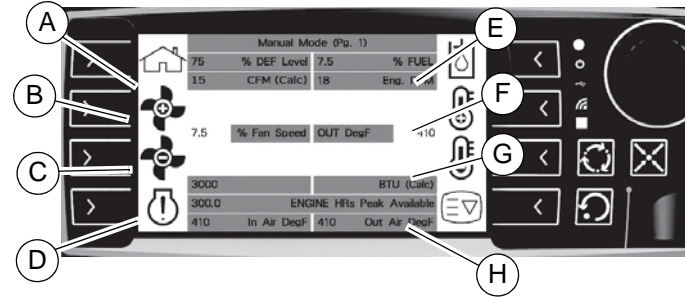 A
Manual Mode (Pg. 1)
75 % DEF Level 7.5 % FUEL
E
15 CFM (Calc) 18 Eng.
B
F
7.5 % Fan Speed OUT DegF 410
C
G
3000 BTU (Calc)
300.0 ENGINE HRs Peak Available
410 In Air DegF 410 Out Air DegF
D
H